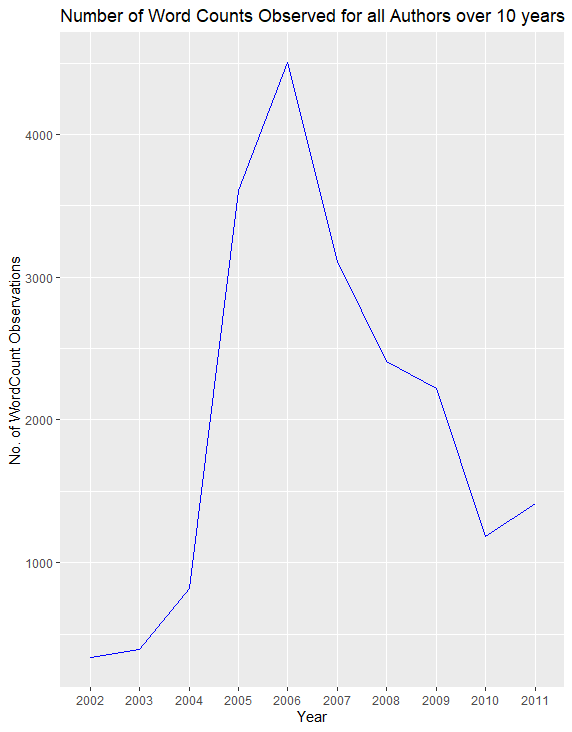 Number of Word Counts Observed for all Authors over 10 years
No. of WordCount Observations
4000
3000
2000
1000
2002 2003 2004 2005 2006 2007 2008 2009 2010 2011
Year